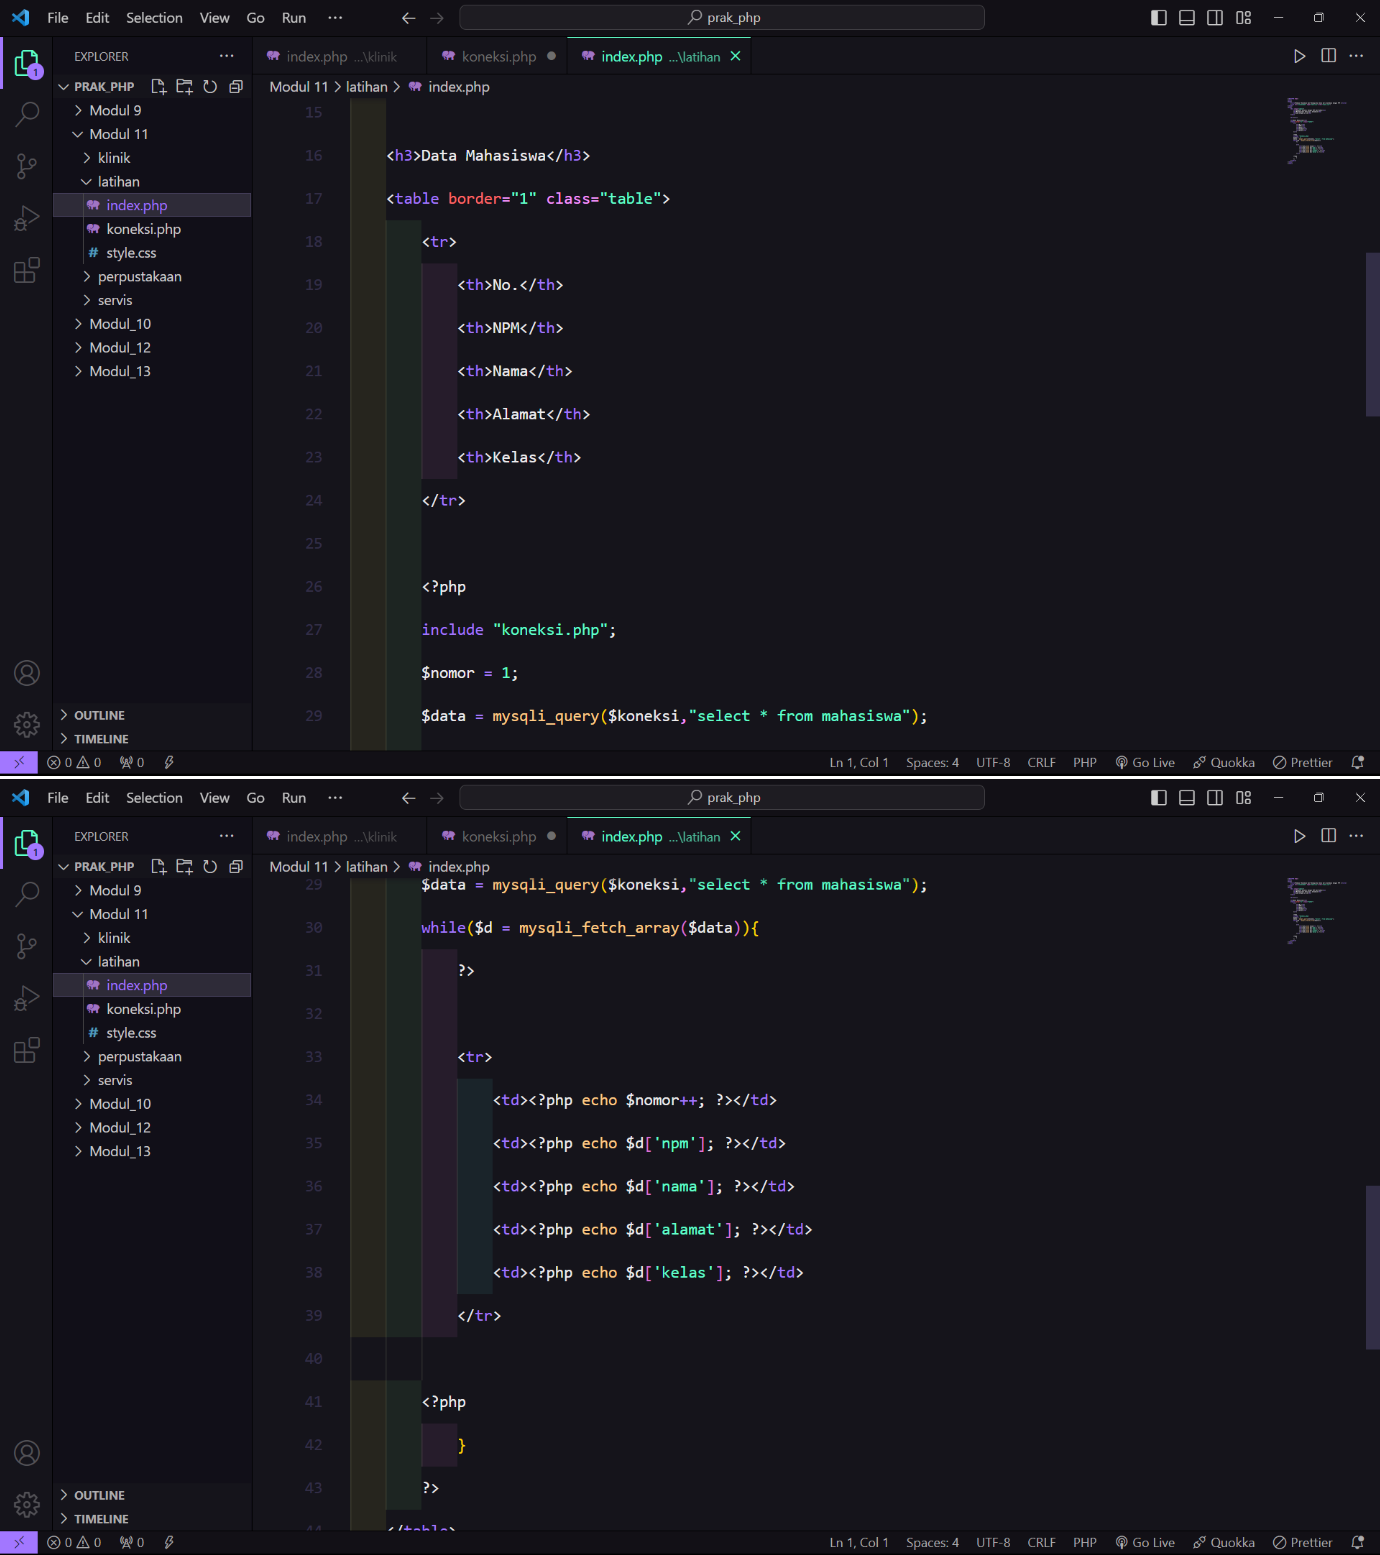 File Edit Selection View Go Run ··· prak_php
EXPLORER ··· index.php ...\klinik koneksi.php index.php ...\latihan
PRAK_PHP Modul 11 > latihan > index.php
Modul 9
Modul 11
klinik
latihan
index.php
koneksi.php
style.css
perpustakaan
servis
Modul_10
Modul_12
Modul_13
OUTLINE
TIMELINE
15
16 <h3>Data Mahasiswa</h3>
17 <table border="1" class="table">
18 <tr>
19 <th>No.</th>
20 <th>NPM</th>
21 <th>Nama</th>
22 <th>Alamat</th>
23 <th>Kelas</th>
24 </tr>
25
26 <?php
27 include "koneksi.php";
28 $nomor = 1;
29 $data = mysqli_query($koneksi,"select * from mahasiswa");
0 0 0 Ln 1, Col 1 Spaces: 4 UTF-8 CRLF PHP Go Live Quokka Prettier
File Edit Selection View Go Run ··· prak_php
EXPLORER ··· index.php ...\klinik koneksi.php index.php ...\latihan
PRAK_PHP Modul 11 > latihan > index.php
Modul 9
Modul 11
klinik
latihan
index.php
koneksi.php
style.css
perpustakaan
servis
Modul_10
Modul_12
Modul_13
OUTLINE
TIMELINE
29 $data = mysqli_query($koneksi,"select * from mahasiswa");
30 while($d = mysqli_fetch_array($data)){
31 ?>
32
33 <tr>
34 <td><?php echo $nomor++; ?></td>
35 <td><?php echo $d['npm']; ?></td>
36 <td><?php echo $d['nama']; ?></td>
37 <td><?php echo $d['alamat']; ?></td>
38 <td><?php echo $d['kelas']; ?></td>
39 </tr>
40
41 <?php
42 }
43 ?>
44 </table>
0 0 0 Ln 1, Col 1 Spaces: 4 UTF-8 CRLF PHP Go Live Quokka Prettier